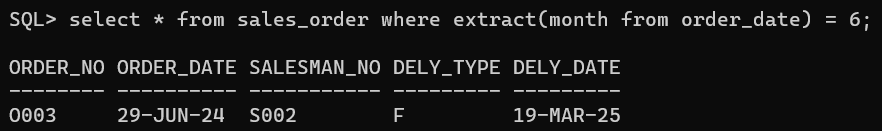 SQL> select * from sales_order where extract(month from order_date) = 6;
ORDER_NO ORDER_DATE SALESMAN_NO DELY_TYPE DELY_DATE
-------- ---------- ----------- --------- ---------
O003     29-JUN-24  S002        F         19-MAR-25